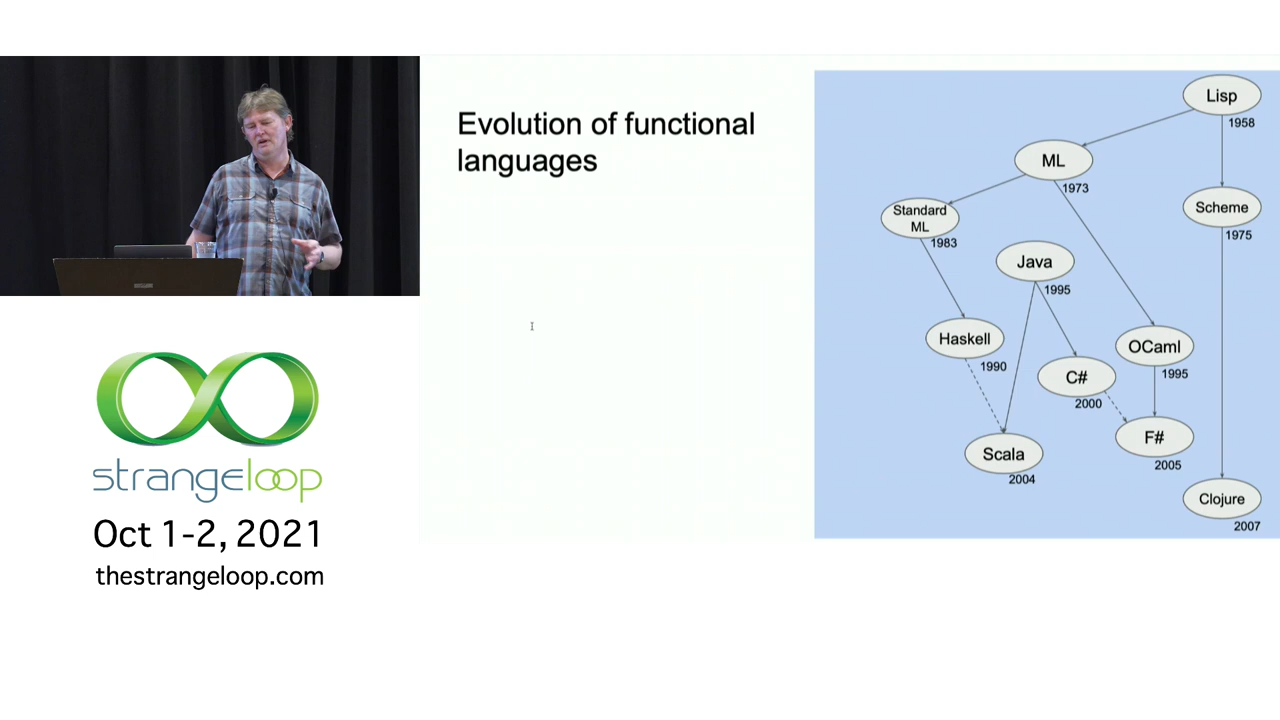 Evolution of functional
languages
Lisp
1958
ML
1973
Scheme
1975
Standard
ML
1983
Java
1995
Haskell
1990
OCaml
1995
C#
2000
F#
2005
Scala
2004
Clojure
2007
strangeloop
Oct 1-2, 2021
thestrangeloop.com